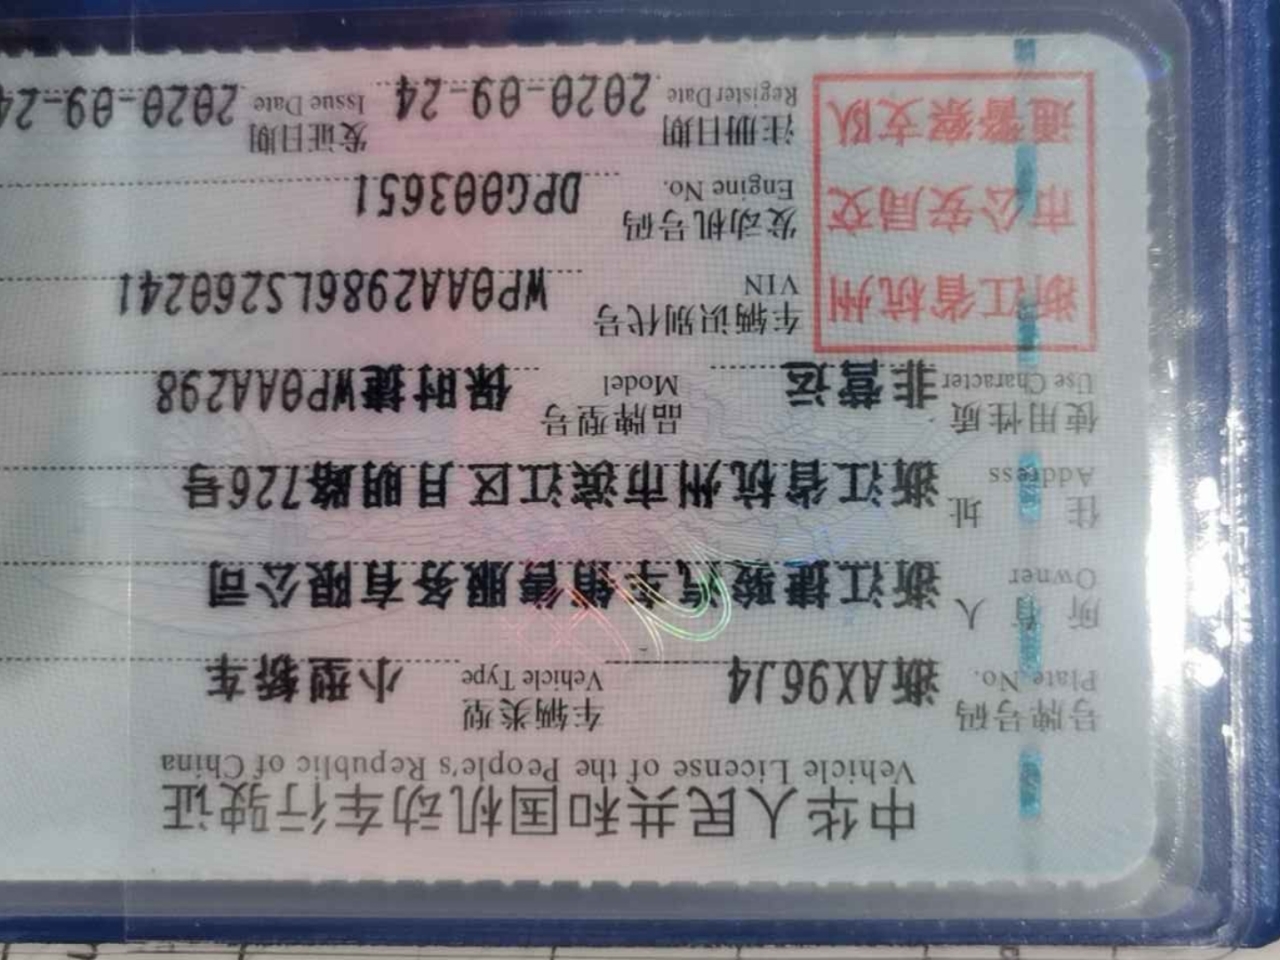 中华人民共和国机动车行驶证
Vehicle License of the People's Republic of China
号牌号码 浙AX96J4 车辆类型 小型轿车
Plate No. Vehicle Type
所有人 浙江捷骏汽车销售服务有限公司
Owner
住址 浙江省杭州市滨江区月明路726号
Address
使用性质 非营运 品牌型号 保时捷WP0AA298
Use Character Model
浙江省杭州
市公安局交
通警察支队
车辆识别代号 WP0AA2986LS260241
VIN
发动机号码 DPG003651
Engine No.
注册日期 2020-09-24 发证日期 2020-09-24
Register Date Issue Date